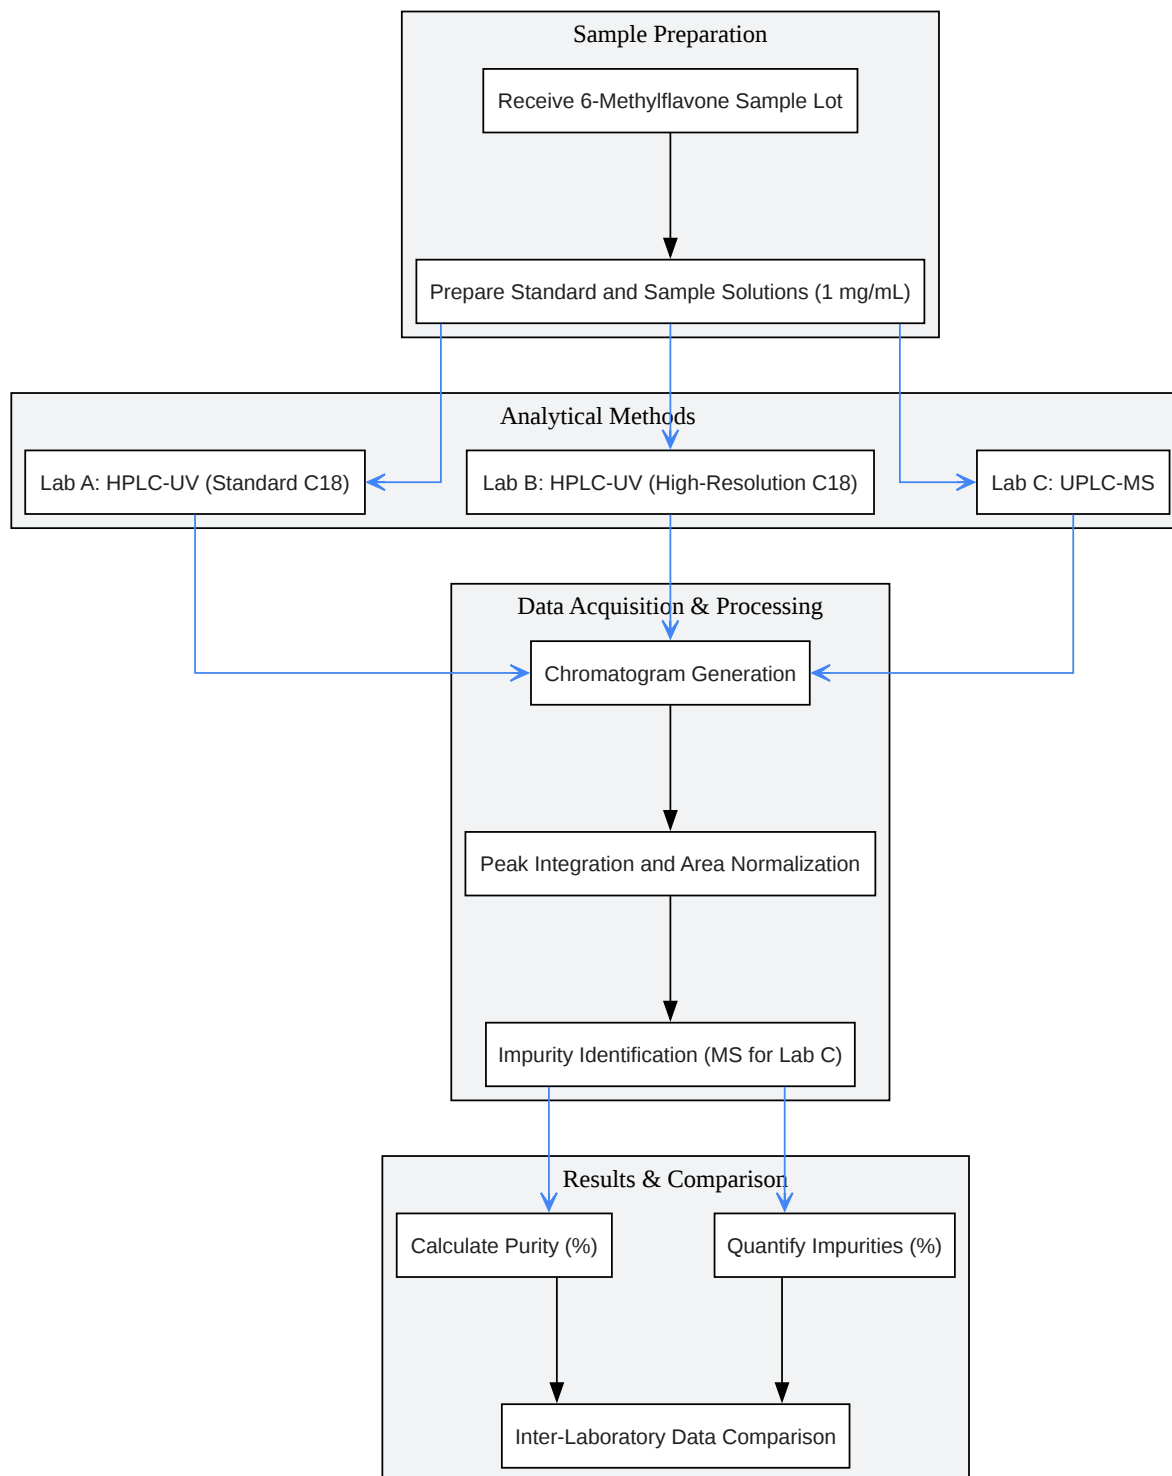 Sample Preparation
Receive 6-Methylflavone Sample Lot
Prepare Standard and Sample Solutions (1 mg/mL)
Analytical Methods
Lab A: HPLC-UV (Standard C18)
Lab B: HPLC-UV (High-Resolution C18)
Lab C: UPLC-MS
Data Acquisition & Processing
Chromatogram Generation
Peak Integration and Area Normalization
Impurity Identification (MS for Lab C)
Results & Comparison
Calculate Purity (%)
Quantify Impurities (%)
Inter-Laboratory Data Comparison